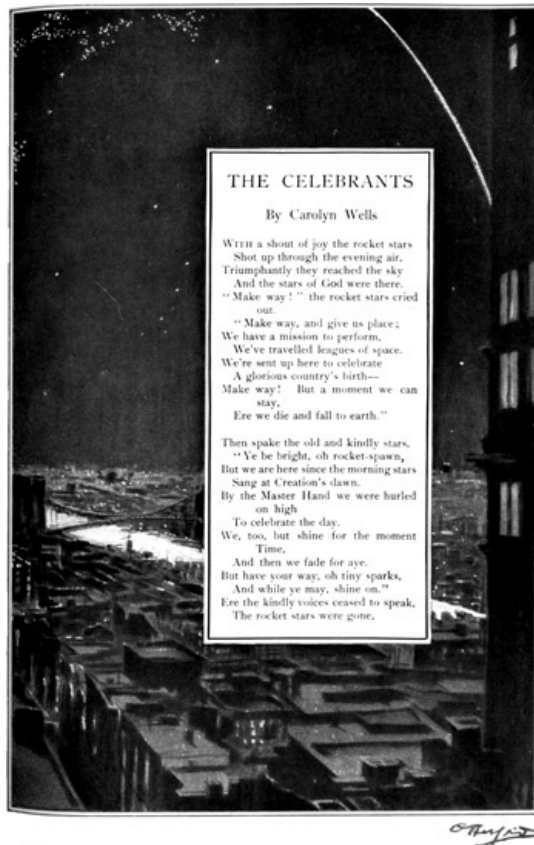 THE CELEBRANTS
By Carolyn Wells
WITH a shout of joy the rocket stars
Shot up through the evening air.
Triumphantly they reached the sky
And the stars of God were there.
"Make way!" the rocket stars cried
out.
"Make way, and give us place;
We have a mission to perform,
We've travelled leagues of space.
We're sent up here to celebrate
A glorious country's birth—
Make way! But a moment we can
stay,
Ere we die and fall to earth."
Then spake the old and kindly stars,
"Ye be bright, oh rocket-spawn,
But we are here since the morning stars
Sang at Creation's dawn.
By the Master Hand we were hurled
on high
To celebrate the day.
We, too, but shine for the moment
Time,
And then we fade for aye.
But have your way, oh tiny sparks,
And while ye may, shine on."
Ere the kindly voices ceased to speak,
The rocket stars were gone.